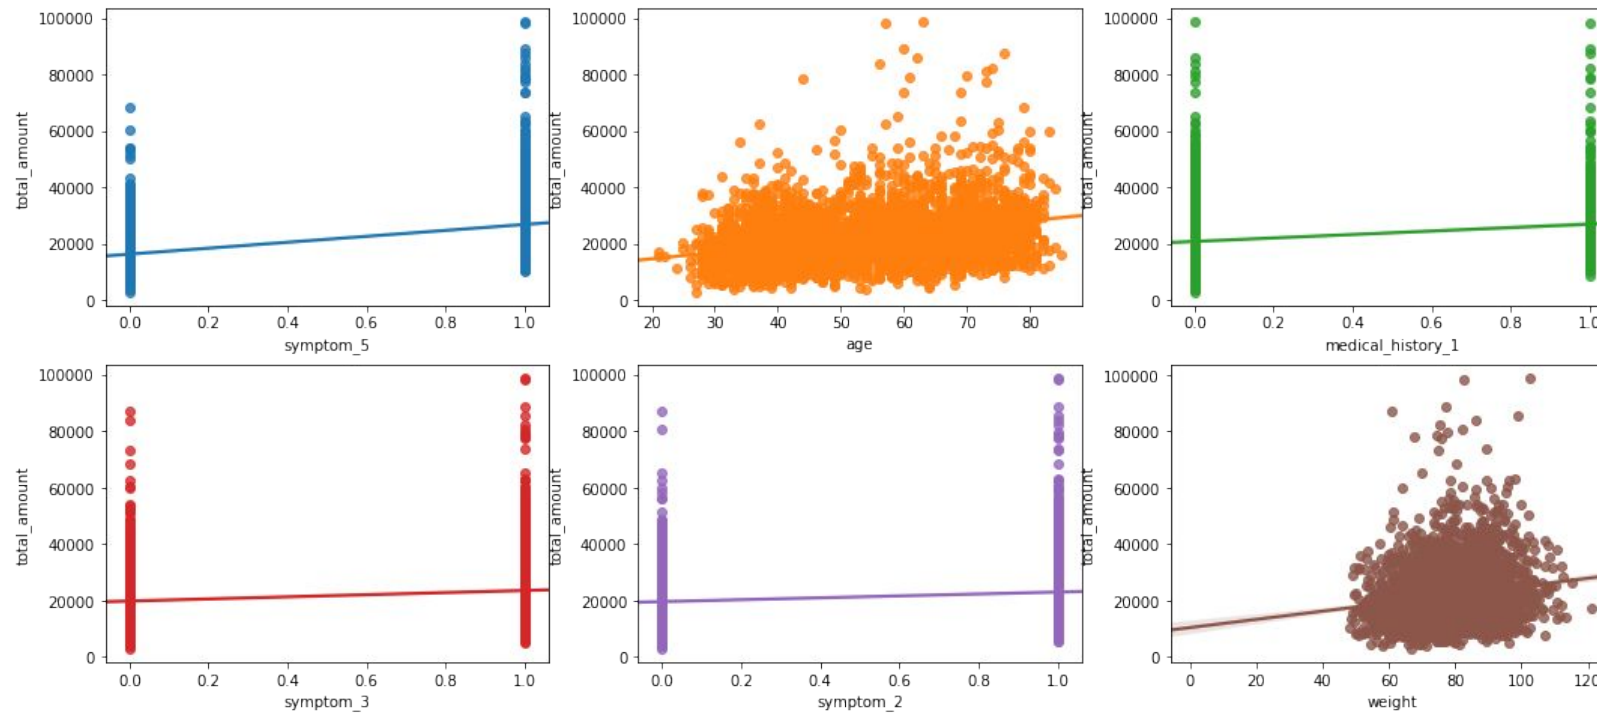 100000 100000 100000
80000 80000 80000
60000 60000 60000
total_amount total_amount total_amount
40000 40000 40000
20000 20000 20000
0 0 0
0.0 0.2 0.4 0.6 0.8 1.0 20 30 40 50 60 70 80 0.0 0.2 0.4 0.6 0.8 1.0
symptom_5 age medical_history_1
100000 100000 100000
80000 80000 80000
60000 60000 60000
total_amount total_amount total_amount
40000 40000 40000
20000 20000 20000
0 0 0
0.0 0.2 0.4 0.6 0.8 1.0 0.0 0.2 0.4 0.6 0.8 1.0 0 20 40 60 80 100 120
symptom_3 symptom_2 weight